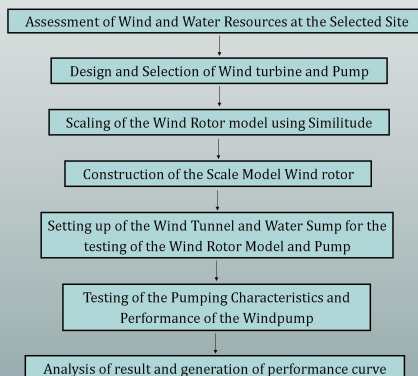 Assessment of Wind and Water Resources at the Selected Site
Design and Selection of Wind turbine and Pump
Scaling of the Wind Rotor model using Similitude
Construction of the Scale Model Wind rotor
Setting up of the Wind Tunnel and Water Sump for the
testing of the Wind Rotor Model and Pump
Testing of the Pumping Characteristics and
Performance of the Windpump
Analysis of result and generation of performance curve